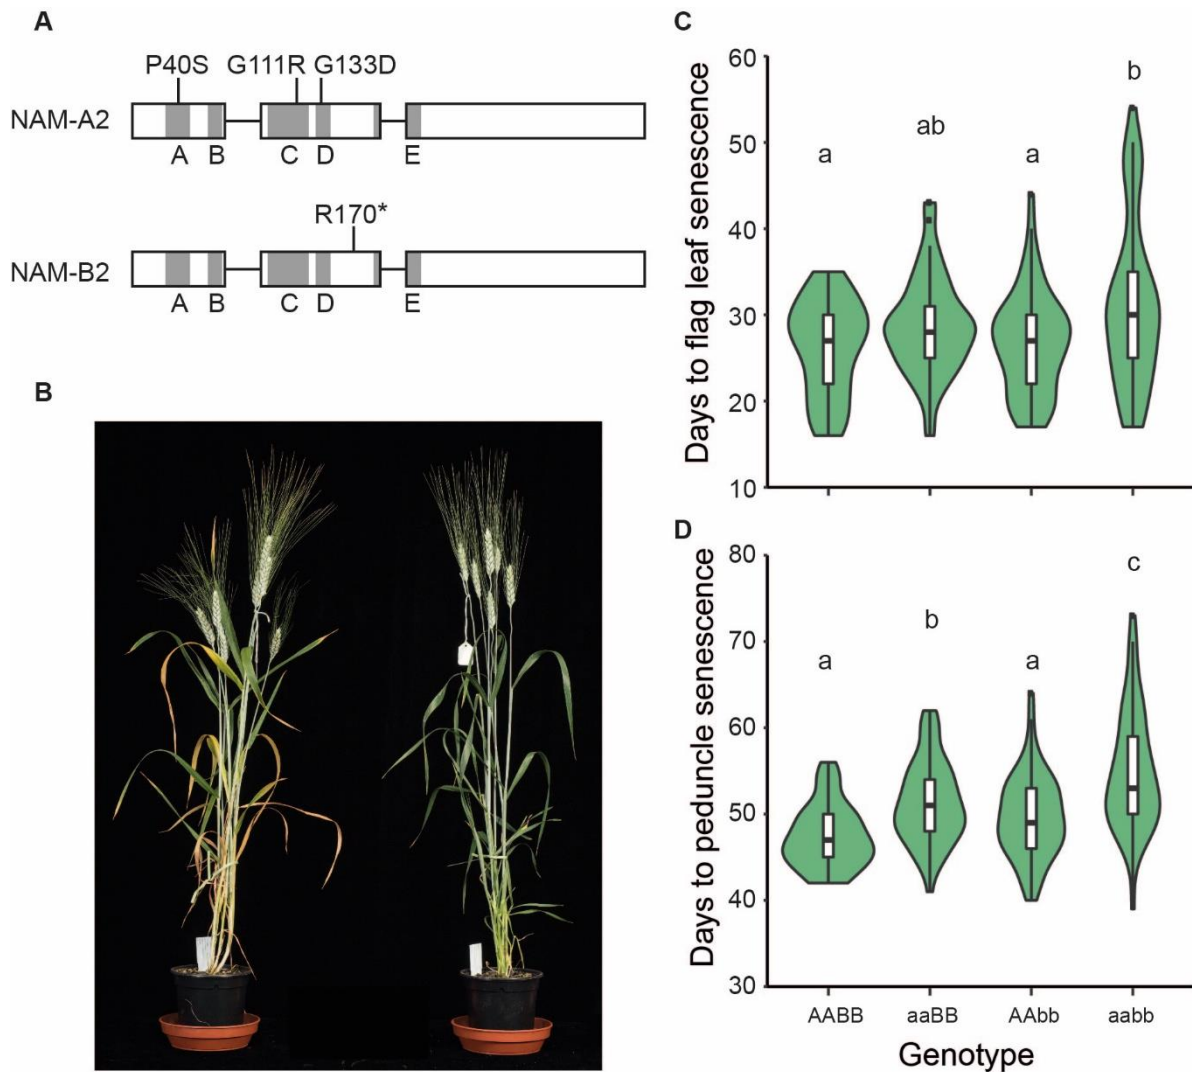 A
P40S G111R G133D
NAM-A2
A B C D E
R170*
NAM-B2
A B C D E
B
C
60
50
40
30
20
10
Days to flag leaf senescence
a ab a b
D
80
70
60
50
40
30
Days to peduncle senescence
a b a c
AABB aaBB AAbb aabb
Genotype